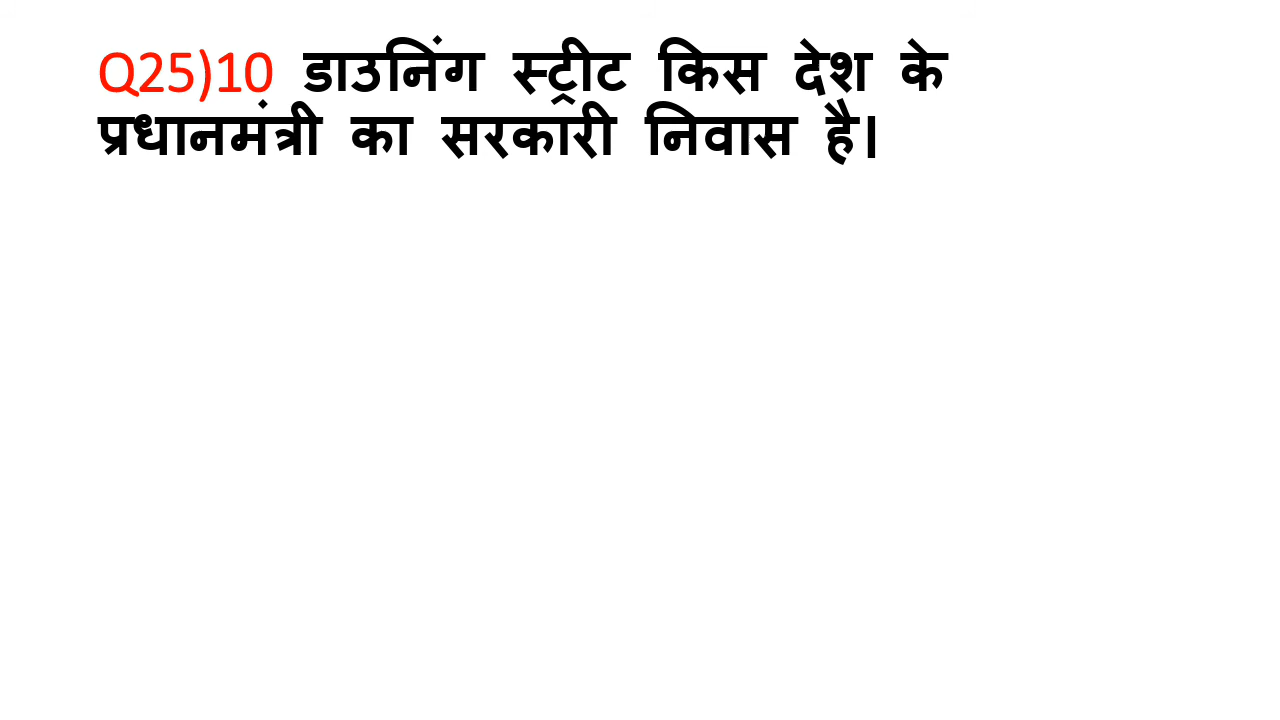 Q25)10 डाउनिंग स्ट्रीट किस देश के
प्रधानमंत्री का सरकारी निवास है।